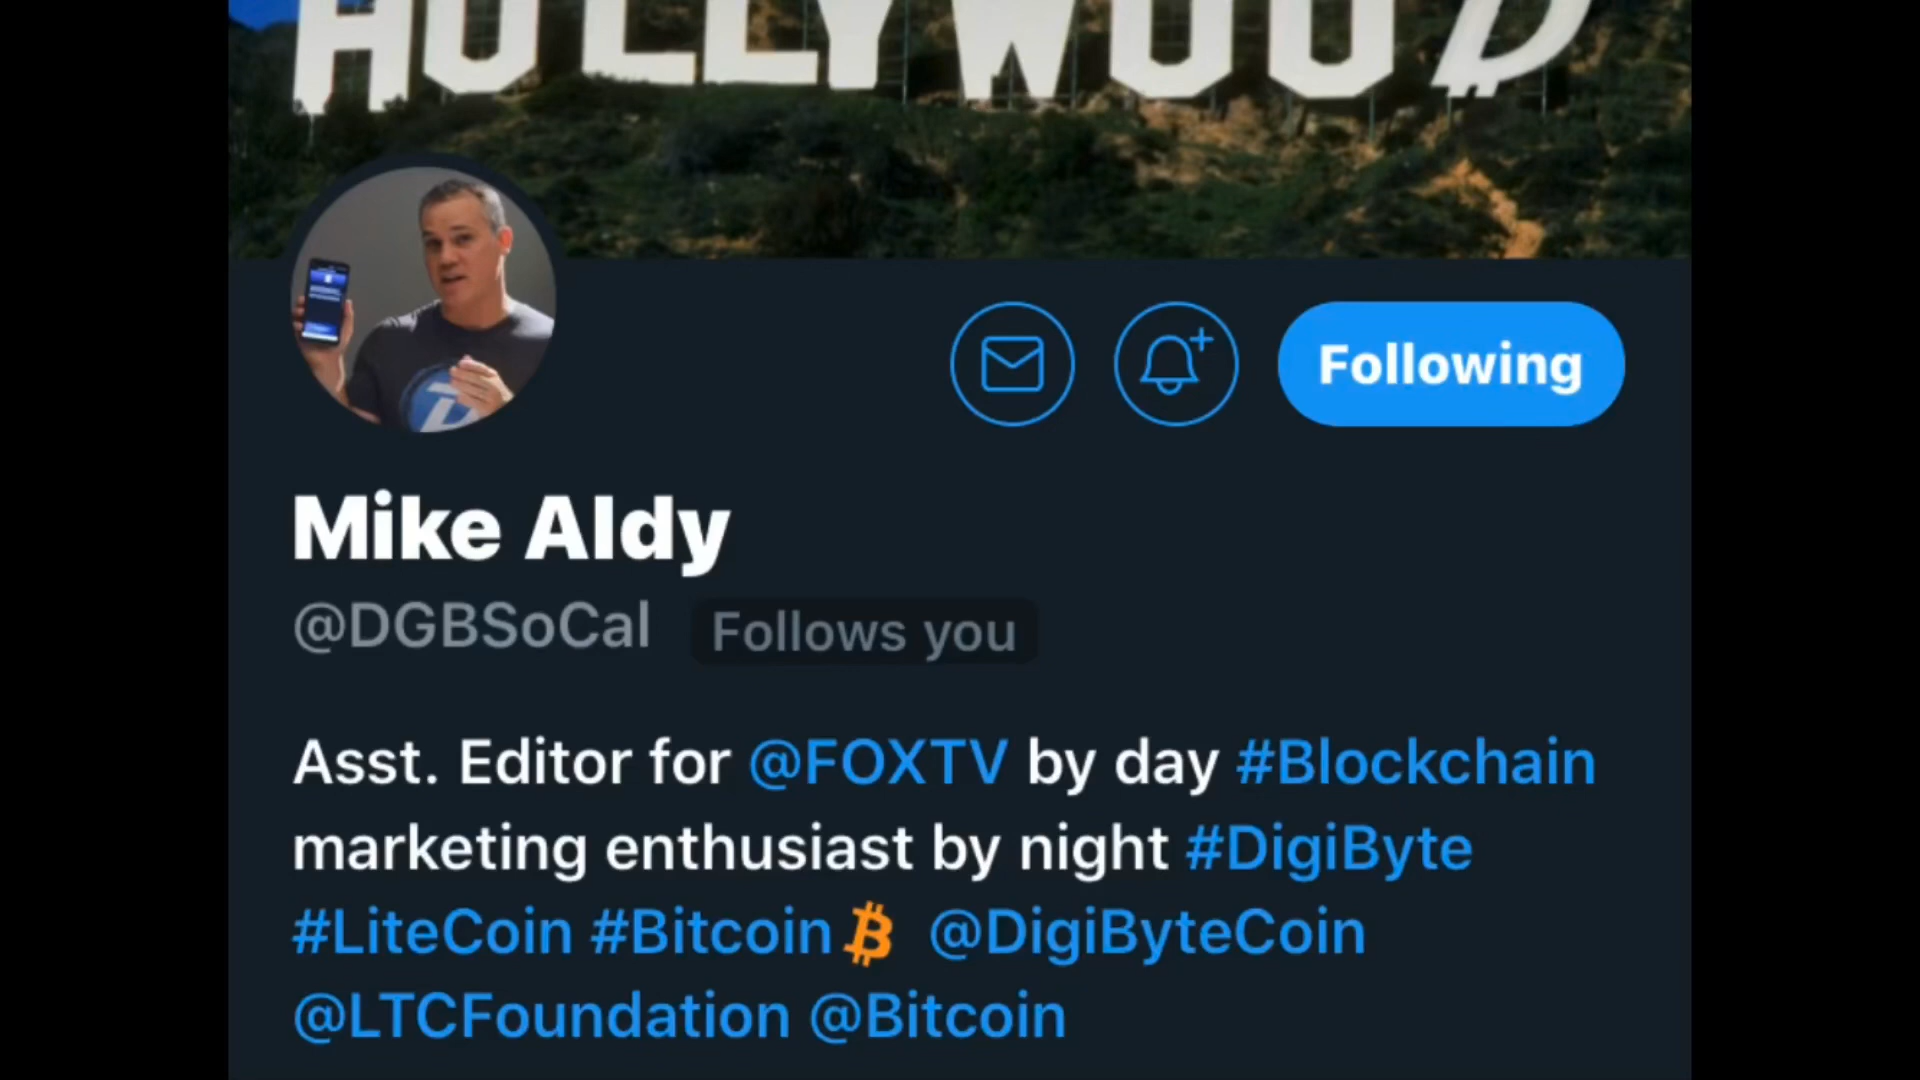 HOLLYWOOD
Following
Mike Aldy
@DGBSoCal Follows you
Asst. Editor for @FOXTV by day #Blockchain
marketing enthusiast by night #DigiByte
#LiteCoin #Bitcoin @DigiByteCoin
@LTCFoundation @Bitcoin